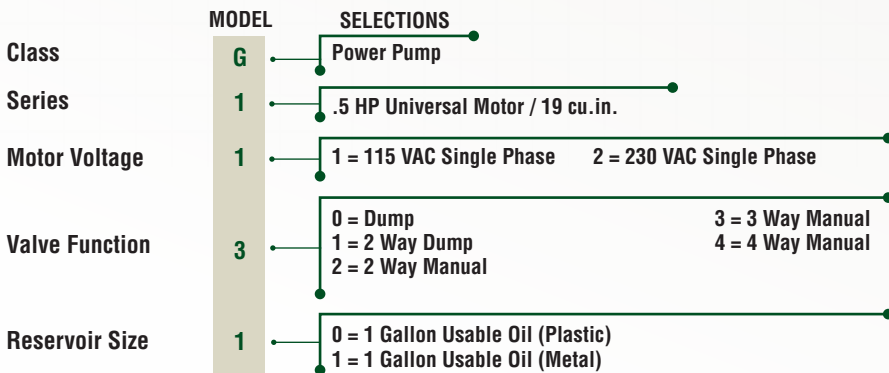 MODEL SELECTIONS
Class G Power Pump
Series 1 .5 HP Universal Motor / 19 cu.in.
Motor Voltage 1 1 = 115 VAC Single Phase 2 = 230 VAC Single Phase
0 = Dump 3 = 3 Way Manual
Valve Function 3 1 = 2 Way Dump 4 = 4 Way Manual
2 = 2 Way Manual
Reservoir Size 1 0 = 1 Gallon Usable Oil (Plastic)
1 = 1 Gallon Usable Oil (Metal)